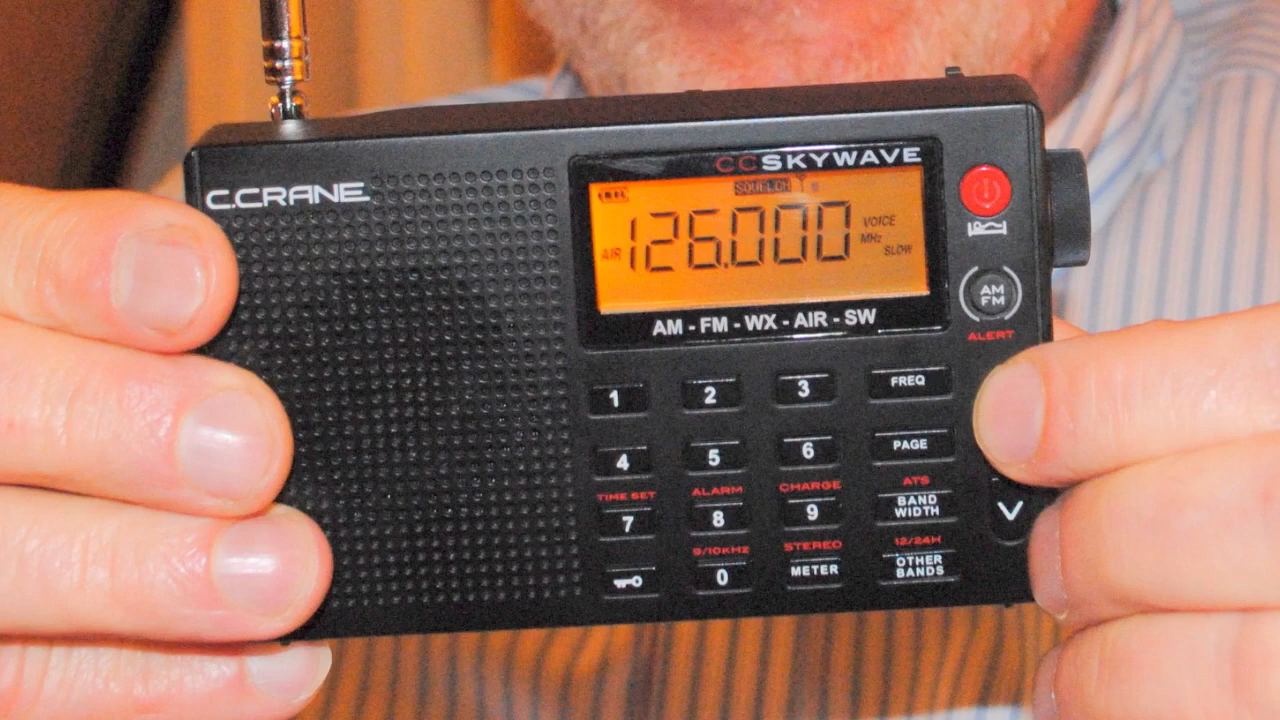 C.CRANE
CCSKYWAVE
SQUELCH
AIR 126.000 VOICE
MHz
SLOW
AM - FM - WX - AIR - SW
AM
FM
ALERT
1 2 3 FREQ
4 5 6 PAGE
TIME SET ALARM CHARGE ATS
7 8 9 BAND
WIDTH
9/10KHZ STEREO 12/24H
0 METER OTHER
BANDS